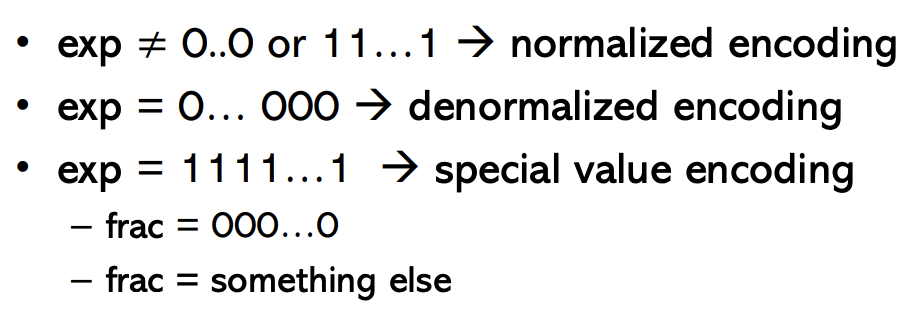 • exp ≠ 0..0 or 11...1 → normalized encoding
• exp = 0... 000 → denormalized encoding
• exp = 1111...1 → special value encoding
– frac = 000...0
– frac = something else